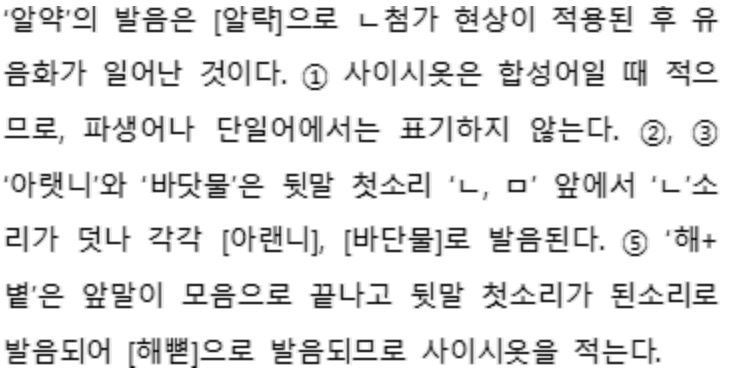 ‘알약’의 발음은 [알략]으로 ㄴ첨가 현상이 적용된 후 유
음화가 일어난 것이다. ① 사이시옷은 합성어일 때 적으
므로, 파생어나 단일어에서는 표기하지 않는다. ②, ③
‘아랫니’와 ‘바닷물’은 뒷말 첫소리 ‘ㄴ, ㅁ’ 앞에서 ‘ㄴ’소
리가 덧나 각각 [아랜니], [바단물]로 발음된다. ⑤ ‘해+
볕’은 앞말이 모음으로 끝나고 뒷말 첫소리가 된소리로
발음되어 [해뼏]으로 발음되므로 사이시옷을 적는다.